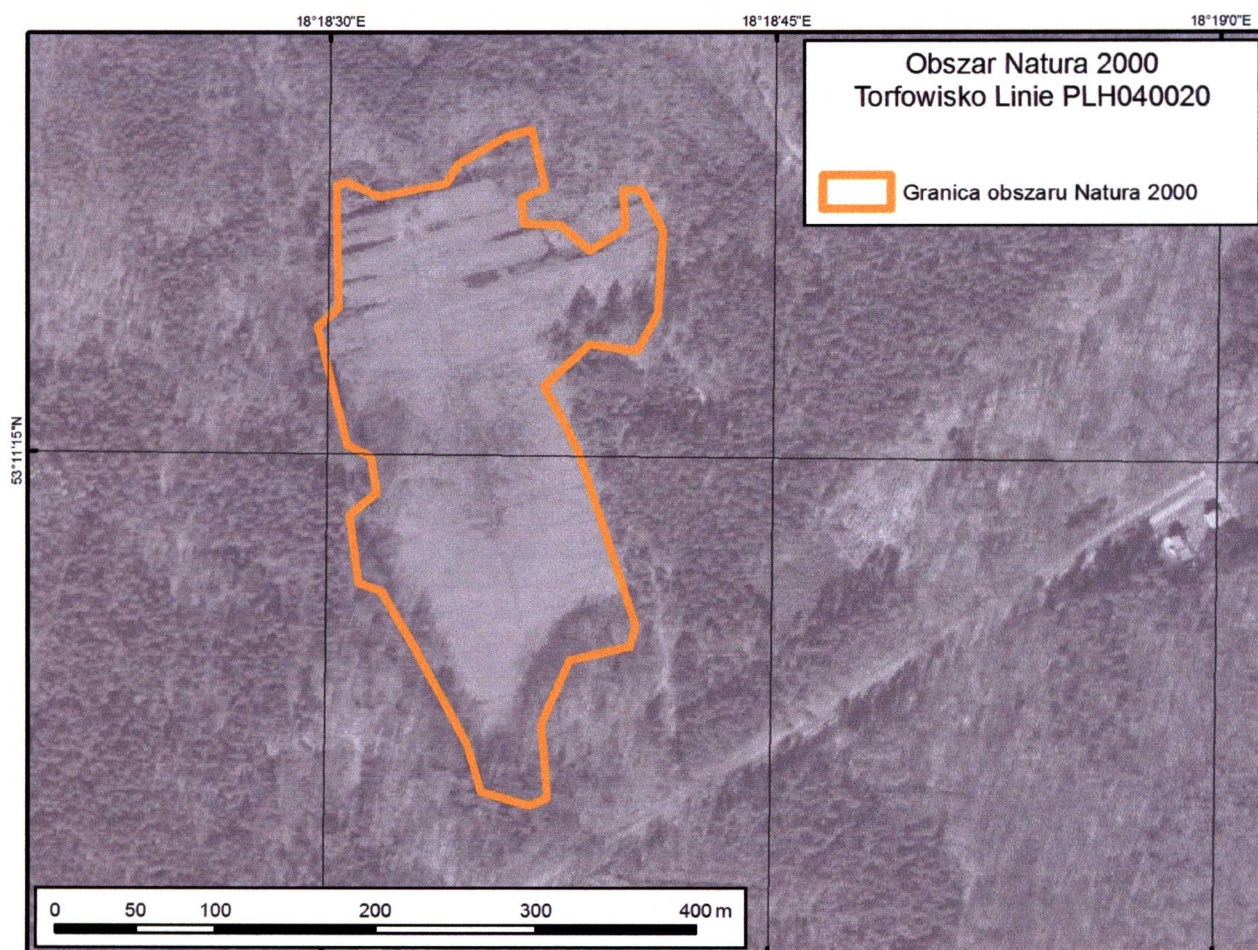 18°18'30"E
18°18'45"E
18°19'0"E
Obszar Natura 2000
Torfowisko Linie PLH040020
Granica obszaru Natura 2000
53°11'15"N
0 50 100 200 300 400 m